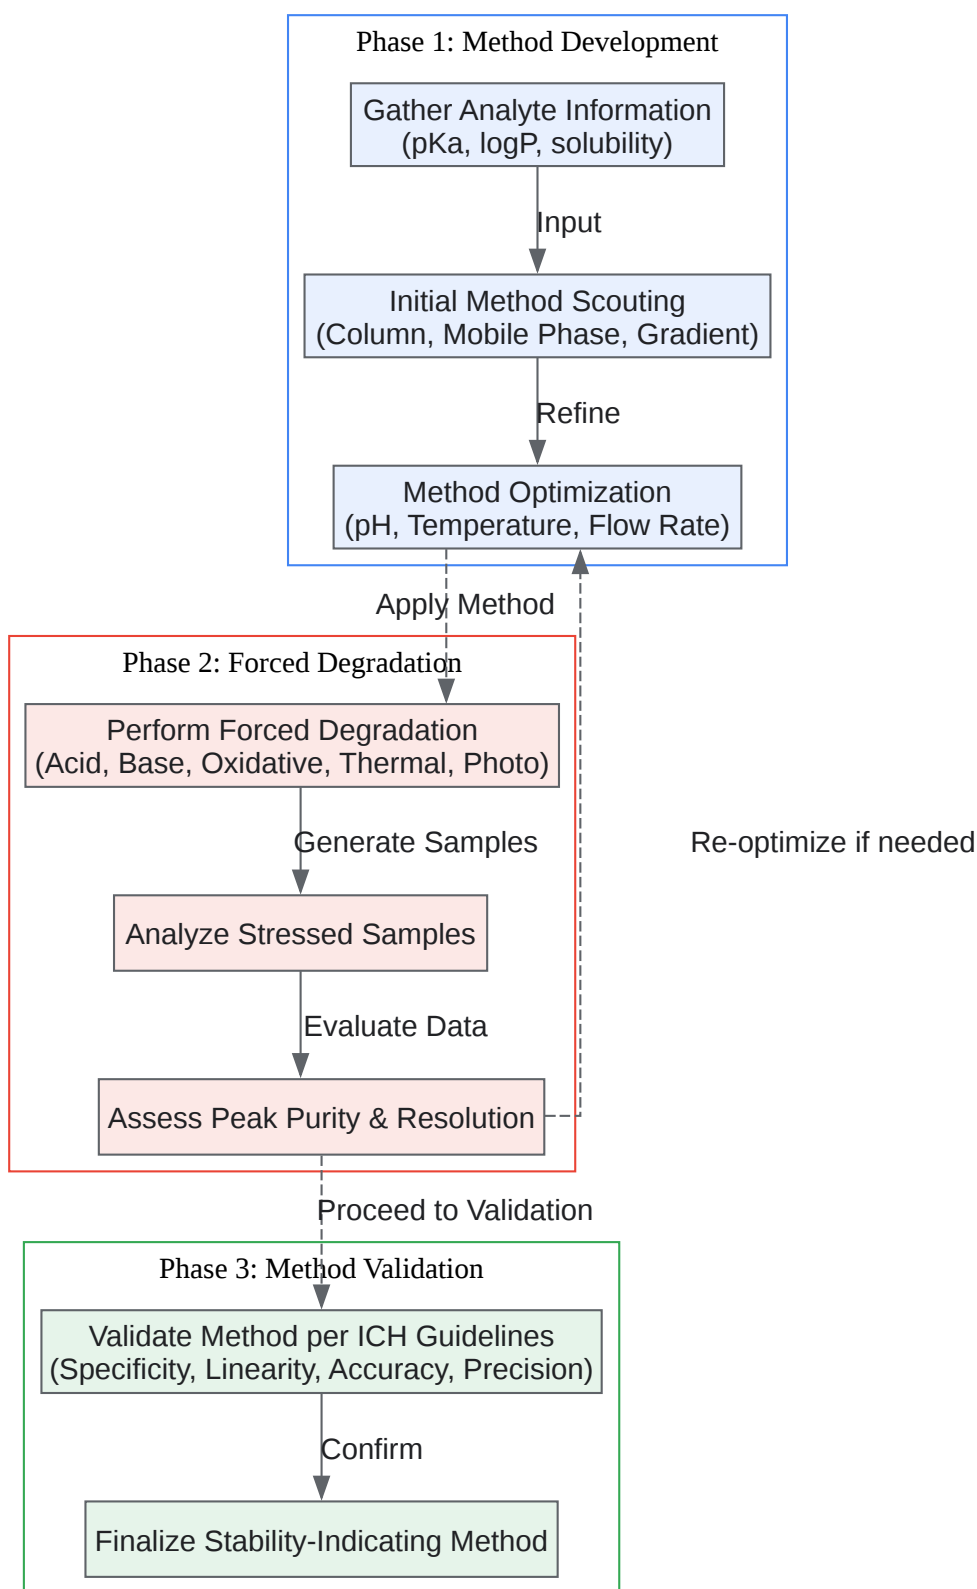 Phase 1: Method Development
Gather Analyte Information
(pKa, logP, solubility)
Input
Initial Method Scouting
(Column, Mobile Phase, Gradient)
Refine
Method Optimization
(pH, Temperature, Flow Rate)
Apply Method
Phase 2: Forced Degradation
Perform Forced Degradation
(Acid, Base, Oxidative, Thermal, Photo)
Generate Samples
Re-optimize if needed
Analyze Stressed Samples
Evaluate Data
Assess Peak Purity & Resolution
Proceed to Validation
Phase 3: Method Validation
Validate Method per ICH Guidelines
(Specificity, Linearity, Accuracy, Precision)
Confirm
Finalize Stability-Indicating Method